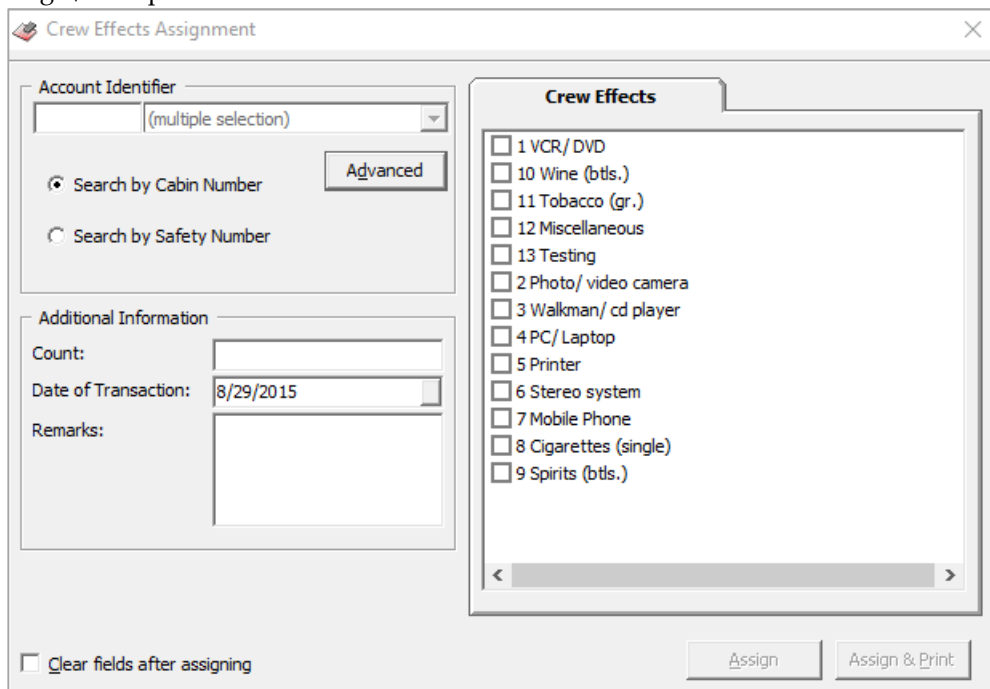 Crew Effects Assignment
Account Identifier
(multiple selection)
Advanced
Search by Cabin Number
Search by Safety Number
Additional Information
Count:
Date of Transaction: 8/29/2015
Remarks:
Clear fields after assigning
Crew Effects
1 VCR/ DVD
10 Wine (btls.)
11 Tobacco (gr.)
12 Miscellaneous
13 Testing
2 Photo/ video camera
3 Walkman/ cd player
4 PC/ Laptop
5 Printer
6 Stereo system
7 Mobile Phone
8 Cigarettes (single)
9 Spirits (btls.)
Assign
Assign & Print